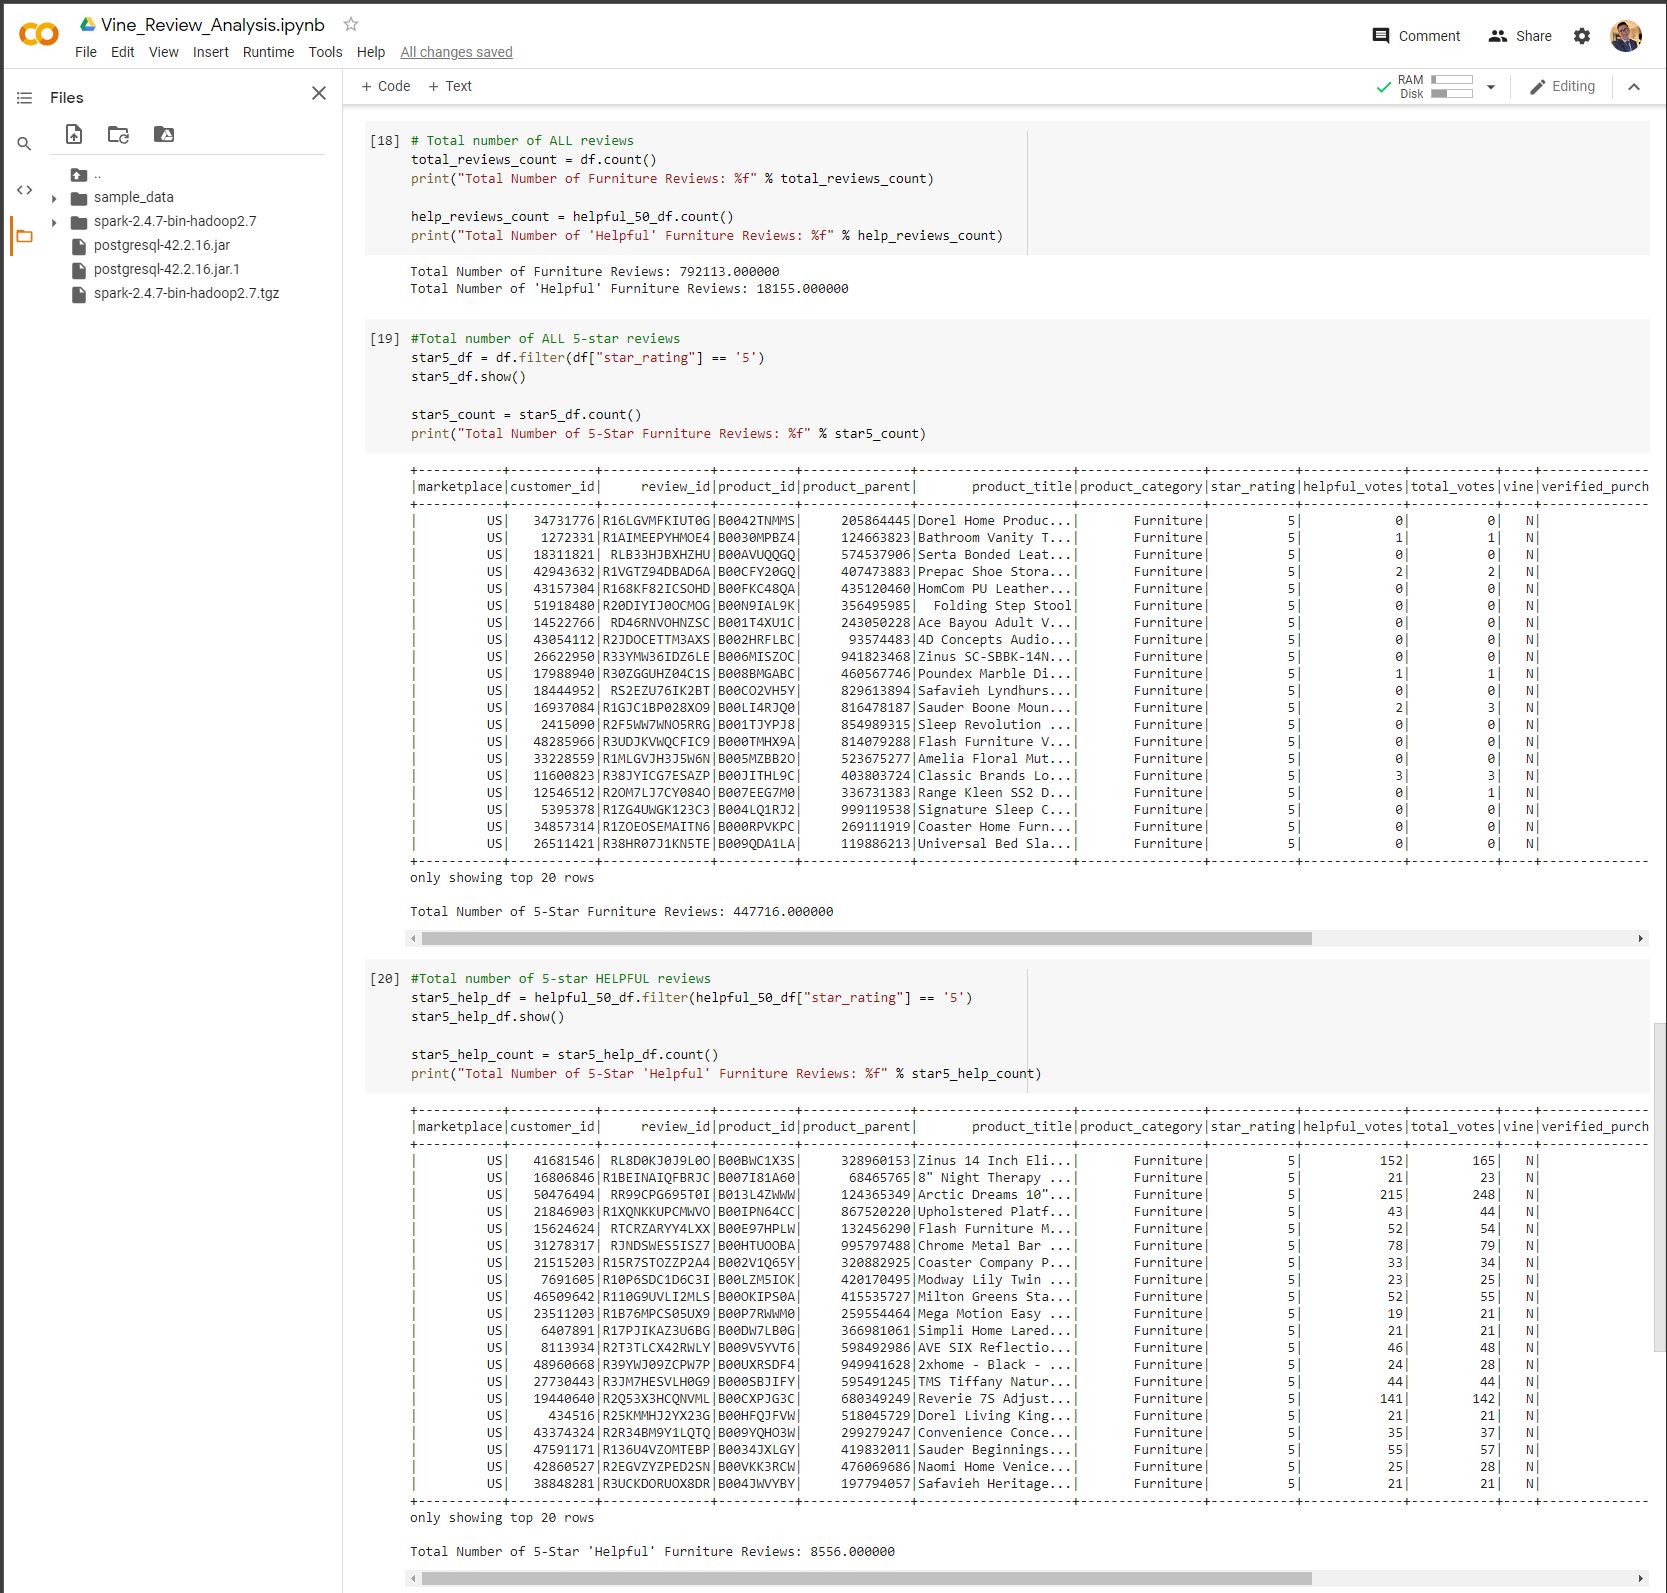 Vine_Review_Analysis.ipynb
File Edit View Insert Runtime Tools Help All changes saved
Comment Share
Files
+ Code + Text
RAM
Disk
Editing
..
sample_data
spark-2.4.7-bin-hadoop2.7
postgresql-42.2.16.jar
postgresql-42.2.16.jar.1
spark-2.4.7-bin-hadoop2.7.tgz
[18] # Total number of ALL reviews
total_reviews_count = df.count()
print("Total Number of Furniture Reviews: %f" % total_reviews_count)
help_reviews_count = helpful_50_df.count()
print("Total Number of 'Helpful' Furniture Reviews: %f" % help_reviews_count)
Total Number of Furniture Reviews: 792113.000000
Total Number of 'Helpful' Furniture Reviews: 18155.000000
[19] #Total number of ALL 5-star reviews
star5_df = df.filter(df["star_rating"] == '5')
star5_df.show()
star5_count = star5_df.count()
print("Total Number of 5-Star Furniture Reviews: %f" % star5_count)
+-----------+-----------+--------------+----------+--------------+--------------------+----------------+-----------+-------------+-----------+----+--------------
|marketplace|customer_id|     review_id|product_id|product_parent|       product_title|product_category|star_rating|helpful_votes|total_votes|vine|verified_purch
+-----------+-----------+--------------+----------+--------------+--------------------+----------------+-----------+-------------+-----------+----+--------------
| US| 34731776|R16LGVMFKIUT0G|B0042TNMMS| 205864445|Dorel Home Produc...| Furniture| 5| 0| 0| N|
| US| 1272331|R1AIMEEPYHMOE4|B0030MPBZ4| 124663823|Bathroom Vanity T...| Furniture| 5| 1| 1| N|
| US| 18311821| RLB33HJBXHZHU|B00AVUQQGQ| 574537906|Serta Bonded Leat...| Furniture| 5| 0| 0| N|
| US| 42943632|R1VGTZ94DBAD6A|B00CFY20GQ| 407473883|Prepac Shoe Stora...| Furniture| 5| 2| 2| N|
| US| 43157304|R168KF82ICSOHD|B00FKC48QA| 435120460|HomCom PU Leather...| Furniture| 5| 0| 0| N|
| US| 51918480|R20DIYIJ0OCMOG|B00N9IAL9K| 356495985| Folding Step Stool| Furniture| 5| 0| 0| N|
| US| 14522766| RD46RNVOHNZSC|B001T4XU1C| 243050228|Ace Bayou Adult V...| Furniture| 5| 0| 0| N|
| US| 43054112|R2JDOCETTM3AXS|B002HRFLBC| 93574483|4D Concepts Audio...| Furniture| 5| 0| 0| N|
| US| 26622950|R33YMW36IDZ6LE|B006MISZOC| 941823468|Zinus SC-SBBK-14N...| Furniture| 5| 0| 0| N|
| US| 17988940|R30ZGGUHZ04C1S|B008BMGABC| 460567746|Poundex Marble Di...| Furniture| 5| 1| 1| N|
| US| 18444952| RS2EZU76IK2BT|B00CO2VH5Y| 829613894|Safavieh Lyndhurs...| Furniture| 5| 0| 0| N|
| US| 16937084|R1GJC1BP028XO9|B00LI4RJQ0| 816478187|Sauder Boone Moun...| Furniture| 5| 2| 3| N|
| US| 2415090|R2F5WW7WNO5RRG|B001TJYPJ8| 854989315|Sleep Revolution ...| Furniture| 5| 0| 0| N|
| US| 48285966|R3UDJKVWQCFIC9|B000TMHX9A| 814079288|Flash Furniture V...| Furniture| 5| 0| 0| N|
| US| 33228559|R1MLGVJH3J5W6N|B005MZBB2O| 523675277|Amelia Floral Mut...| Furniture| 5| 0| 0| N|
| US| 11600823|R38JYICG7ESAZP|B00JITHL9C| 403803724|Classic Brands Lo...| Furniture| 5| 3| 3| N|
| US| 12546512|R2OM7LJ7CY084O|B007EEG7M0| 336731383|Range Kleen SS2 D...| Furniture| 5| 0| 1| N|
| US| 5395378|R1ZG4UWGK123C3|B004LQ1RJ2| 999119538|Signature Sleep C...| Furniture| 5| 0| 0| N|
| US| 34857314|R1ZOEOSEMAITN6|B000RPVKPC| 269111919|Coaster Home Furn...| Furniture| 5| 0| 0| N|
| US| 26511421|R38HR07J1KN5TE|B009QDA1LA| 119886213|Universal Bed Sla...| Furniture| 5| 0| 0| N|
+-----------+-----------+--------------+----------+--------------+--------------------+----------------+-----------+-------------+-----------+----+--------------
only showing top 20 rows
Total Number of 5-Star Furniture Reviews: 447716.000000
[20] #Total number of 5-star HELPFUL reviews
star5_help_df = helpful_50_df.filter(helpful_50_df["star_rating"] == '5')
star5_help_df.show()
star5_help_count = star5_help_df.count()
print("Total Number of 5-Star 'Helpful' Furniture Reviews: %f" % star5_help_count)
+-----------+-----------+--------------+----------+--------------+--------------------+----------------+-----------+-------------+-----------+----+--------------
|marketplace|customer_id|     review_id|product_id|product_parent|       product_title|product_category|star_rating|helpful_votes|total_votes|vine|verified_purch
+-----------+-----------+--------------+----------+--------------+--------------------+----------------+-----------+-------------+-----------+----+--------------
| US| 41681546| RL8D0KJ0J9L0O|B00BWC1X3S| 328960153|Zinus 14 Inch Eli...| Furniture| 5| 152| 165| N|
| US| 16806846|R1BEINAIQFBRJC|B007I81A60| 68465765|8" Night Therapy ...| Furniture| 5| 21| 23| N|
| US| 50476494| RR99CPG695T0I|B013L4ZWWW| 124365349|Arctic Dreams 10"...| Furniture| 5| 215| 248| N|
| US| 21846903|R1XQNKKUPCMWVO|B00IPN64CC| 867520220|Upholstered Platf...| Furniture| 5| 43| 44| N|
| US| 15624624| RTCRZARYY4LXX|B00E97HPLW| 132456290|Flash Furniture M...| Furniture| 5| 52| 54| N|
| US| 31278317| RJNDSWES5ISZ7|B00HTUOOBA| 995797488|Chrome Metal Bar ...| Furniture| 5| 78| 79| N|
| US| 21515203|R15R7STOZZP2A4|B002V1Q65Y| 320882925|Coaster Company P...| Furniture| 5| 33| 34| N|
| US| 7691605|R10P6SDC1D6C3I|B00LZM5IOK| 420170495|Modway Lily Twin ...| Furniture| 5| 23| 25| N|
| US| 46509642|R110G9UVLI2MLS|B00OKIPS0A| 415535727|Milton Greens Sta...| Furniture| 5| 52| 55| N|
| US| 23511203|R1B76MPCS05UX9|B00P7RWWM0| 259554464|Mega Motion Easy ...| Furniture| 5| 19| 21| N|
| US| 6407891|R17PJIKAZ3U6BG|B00DW7LB0G| 366981061|Simpli Home Lared...| Furniture| 5| 21| 21| N|
| US| 8113934|R2T3TLCX42RWLY|B009V5YVT6| 598492986|AVE SIX Reflectio...| Furniture| 5| 46| 48| N|
| US| 48960668|R39YWJ09ZCPW7P|B00UXRSDF4| 949941628|2xhome - Black - ...| Furniture| 5| 24| 28| N|
| US| 27730443|R3JM7HESVLH0G9|B000SBJIFY| 595491245|TMS Tiffany Natur...| Furniture| 5| 44| 44| N|
| US| 19440640|R2Q53X3HCQNVML|B00CXPJG3C| 680349249|Reverie 7S Adjust...| Furniture| 5| 141| 142| N|
| US| 434516|R25KMMHJ2YX23G|B00HFQJFVW| 518045729|Dorel Living King...| Furniture| 5| 21| 21| N|
| US| 43374324|R2R34BM9Y1LQTQ|B009YQHO3W| 299279247|Convenience Conce...| Furniture| 5| 35| 37| N|
| US| 47591171|R136U4VZOMTEBP|B0034JXLGY| 419832011|Sauder Beginnings...| Furniture| 5| 55| 57| N|
| US| 42860527|R2EGVZYZPED2SN|B00VKK3RCW| 476069686|Naomi Home Venice...| Furniture| 5| 25| 28| N|
| US| 38848281|R3UCKDORUOX8DR|B004JWVYBY| 197794057|Safavieh Heritage...| Furniture| 5| 21| 21| N|
+-----------+-----------+--------------+----------+--------------+--------------------+----------------+-----------+-------------+-----------+----+--------------
only showing top 20 rows
Total Number of 5-Star 'Helpful' Furniture Reviews: 8556.000000